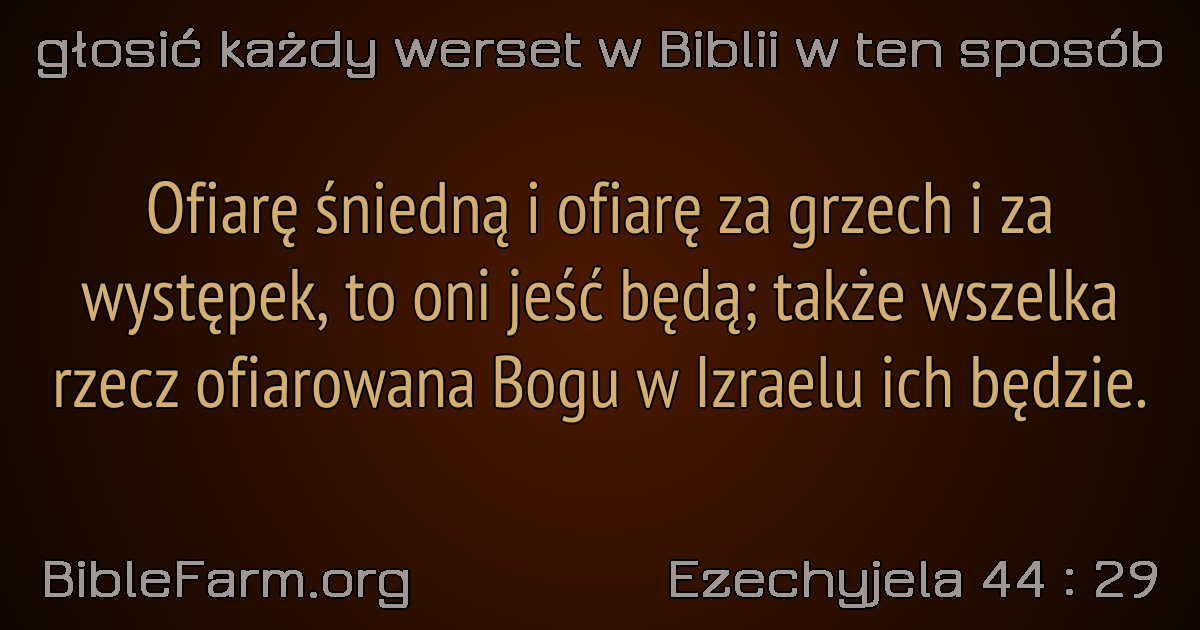 głosić każdy werset w Biblii w ten sposób
Ofiarę śniedną i ofiarę za grzech i za
występek, to oni jeść będą; także wszelka
rzecz ofiarowana Bogu w Izraelu ich będzie.
BibleFarm.org
Ezechyjela 44 : 29